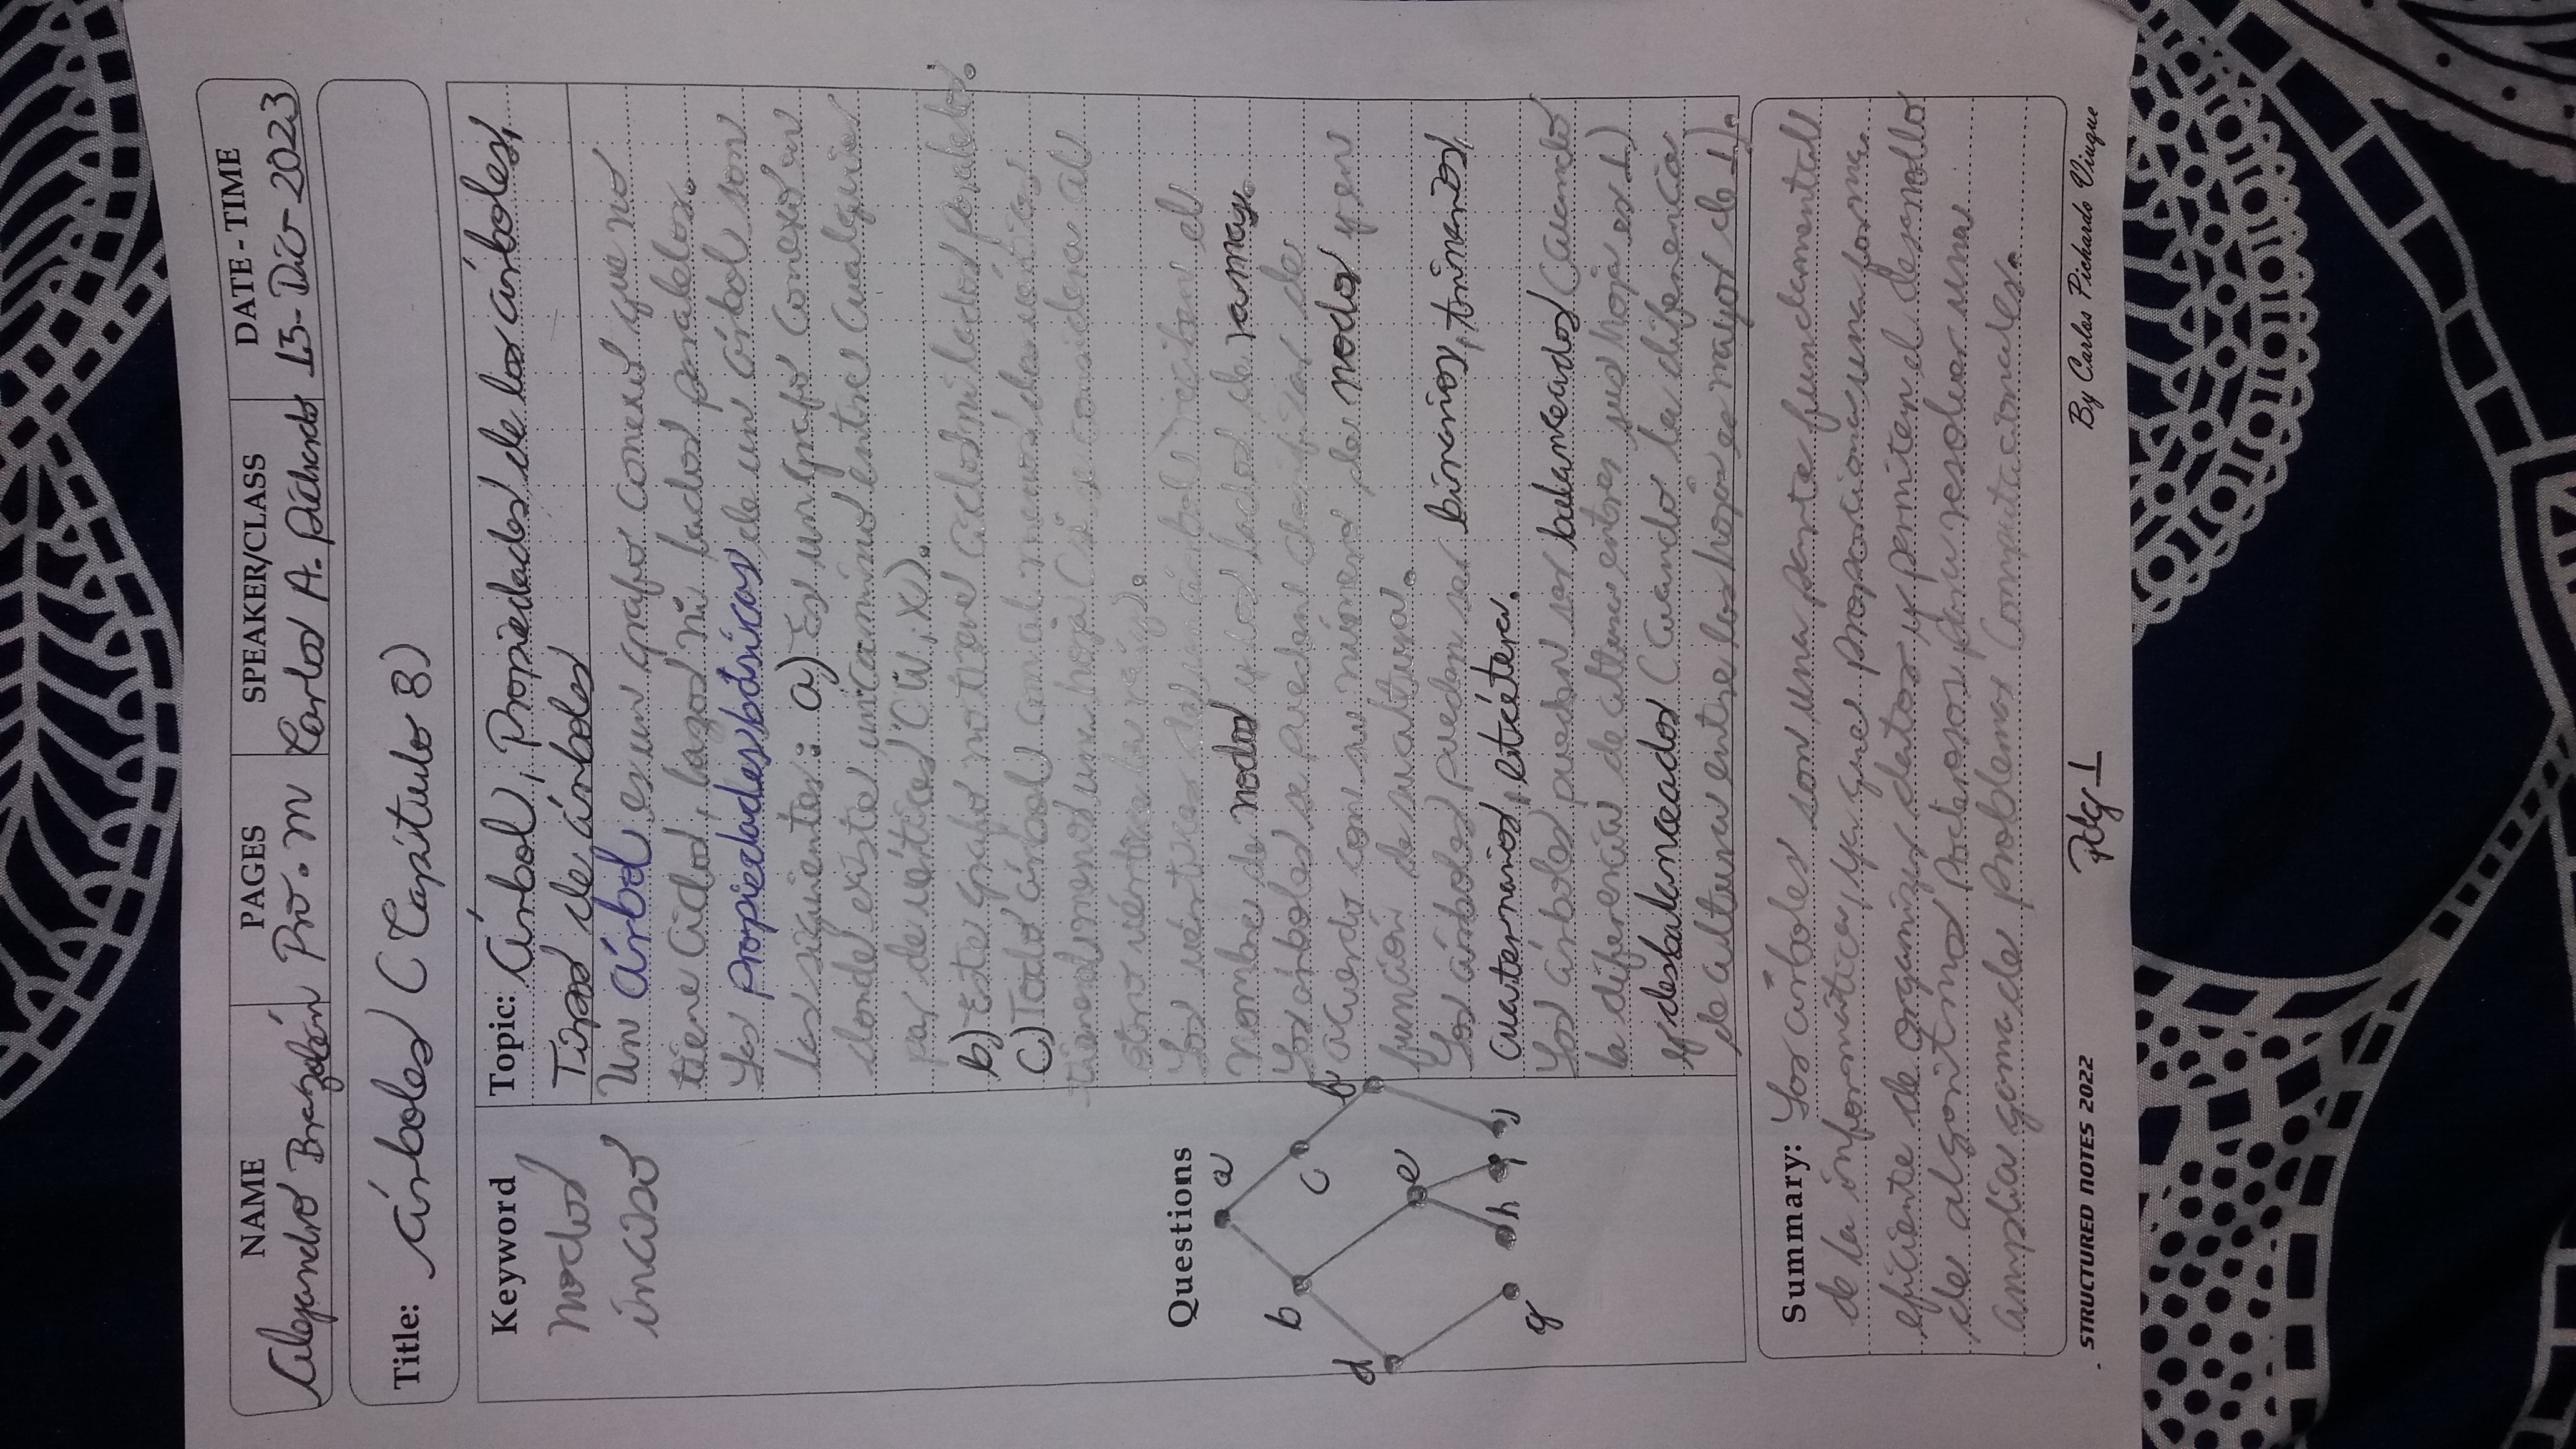 NAME PAGES SPEAKER/CLASS DATE - TIME
Alejandro Brazobán Pro. m Carlos A. Pichardo 15-Dic-2023
Title: árboles (Capítulo 8)
Keyword
nodos
inciso
Topic: Árbol, Propiedades de los árboles,
Tipos de árboles
Un árbol es un grafo conexo que no
tiene ciclos, lazos ni lados paralelos.
Las propiedades básicas de un árbol son
las siguientes: a) Es un grafo conexo en
donde existe un camino entre cualquier
par de vértices (w, x).
b) Este grafo no tiene ciclos ni lados paralelos.
c) Todo árbol con al menos dos vértices
tiene al menos una hoja (si se considera al
otro vértice la raíz).
Los vértices de un árbol reciben el
nombre de nodos y los lados de ramas.
Los árboles se pueden clasificar de
acuerdo con su número de nodos y en
función de su altura.
Los árboles pueden ser binarios, trinarios,
cuaternarios, etcétera.
Los árboles pueden ser balanceados (cuando
la diferencia de altura entre sus hoja es 1)
y desbalanceados (cuando la diferencia
de altura entre las hojas es mayor de 1).
Questions
a
b
c
d
f
e
g
h
i
j
Summary: Los árboles son una parte fundamental
de la informática, ya que proporciona una forma
eficiente de organizar datos y permiten el desarrollo
de algoritmos poderosos para resolver una
amplia gama de problemas computacionales.
STRUCTURED NOTES 2022 Pág 1 By Carlos Pichardo Viuque